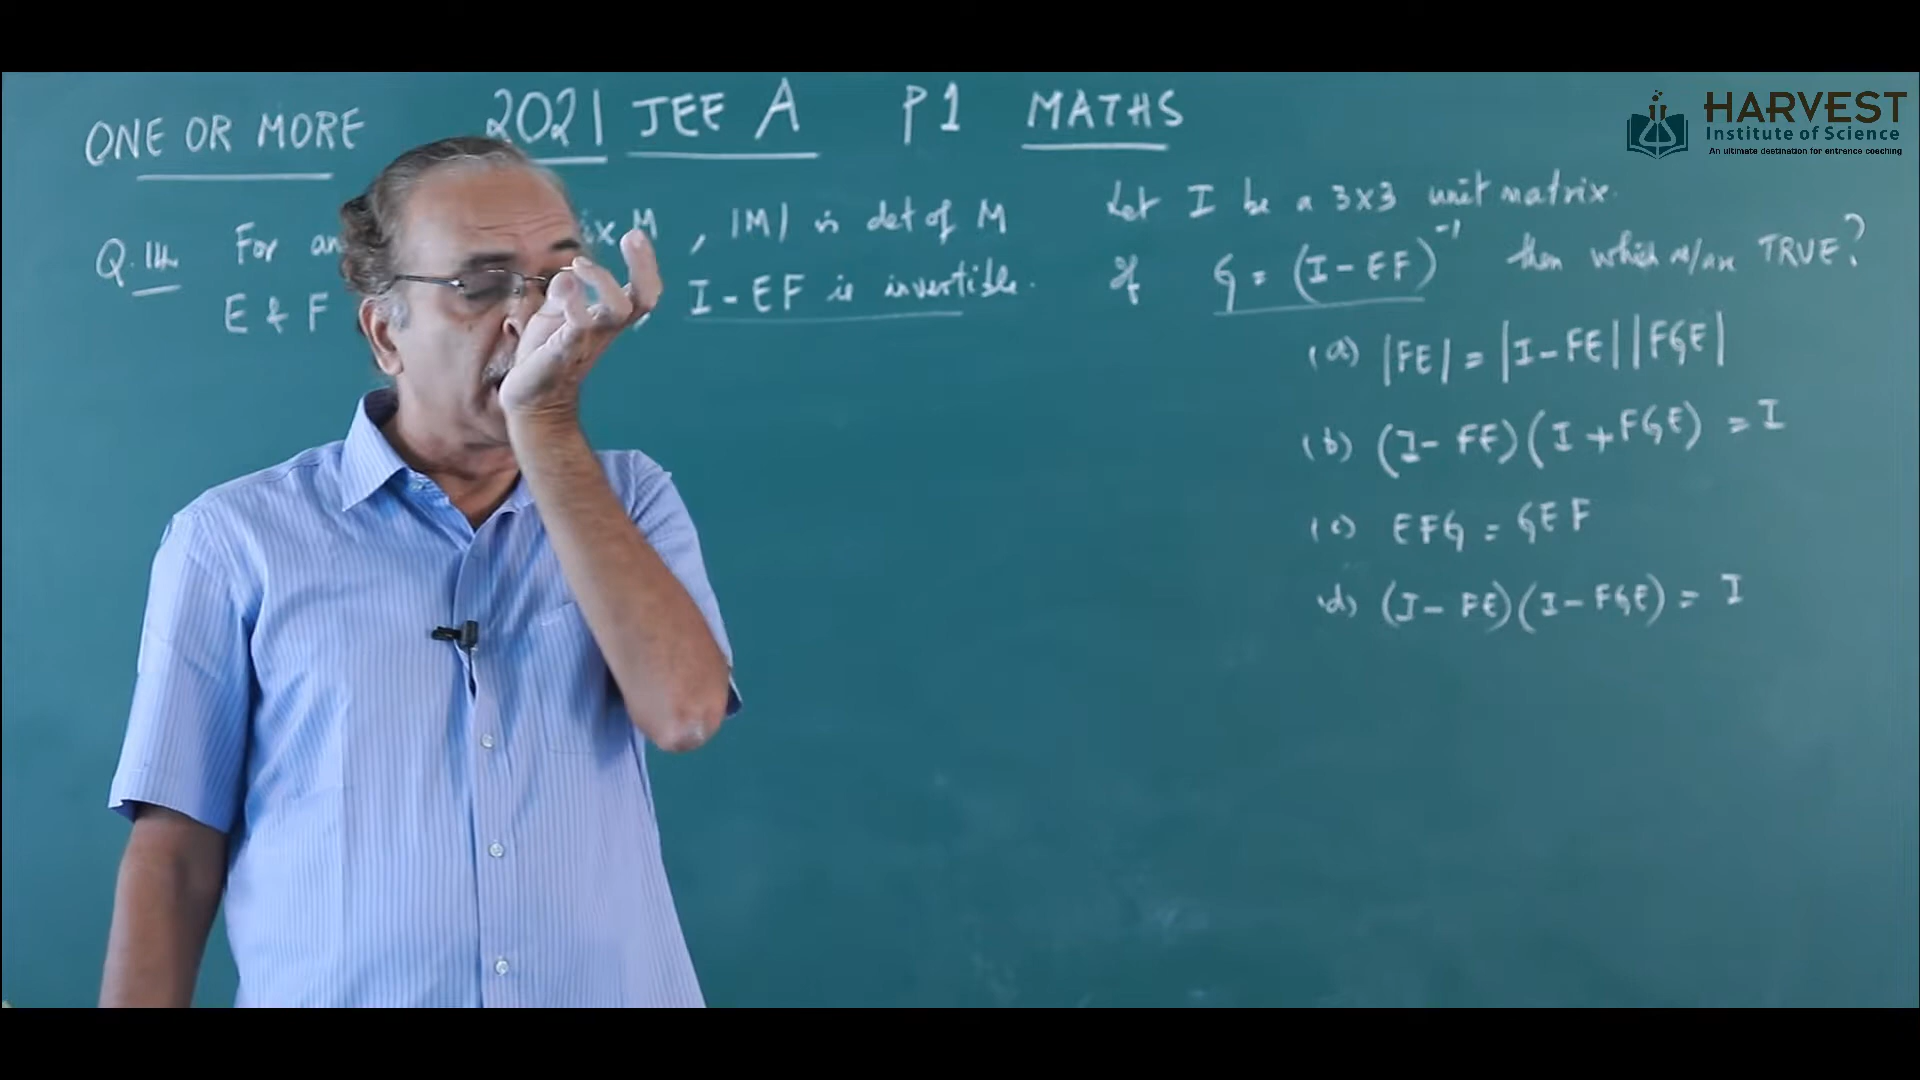 ONE OR MORE 2021 JEE A P1 MATHS
HARVEST
Institute of Science
An ultimate destination for entrance coaching
Q.14 For an ix M , |M| is det of M
E & F , I - EF is invertible.
Let I be a 3x3 unit matrix.
If G = (I - EF)⁻¹ then which is/are TRUE?
(a) |FE| = |I - FE| |FGE|
(b) (I - FE)(I + FGE) = I
(c) EFG = GEF
(d) (I - FE)(I - FGE) = I